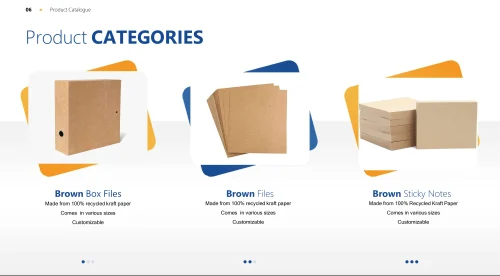 06 Product Catalogue
Product CATEGORIES
Brown Box Files
Made from 100% recycled kraft paper
Comes in various sizes
Customizable
Brown Files
Made from 100% recycled kraft paper
Comes in various sizes
Customizable
Brown Sticky Notes
Made from 100% Recycled Kraft Paper
Comes in various sizes
Customizable